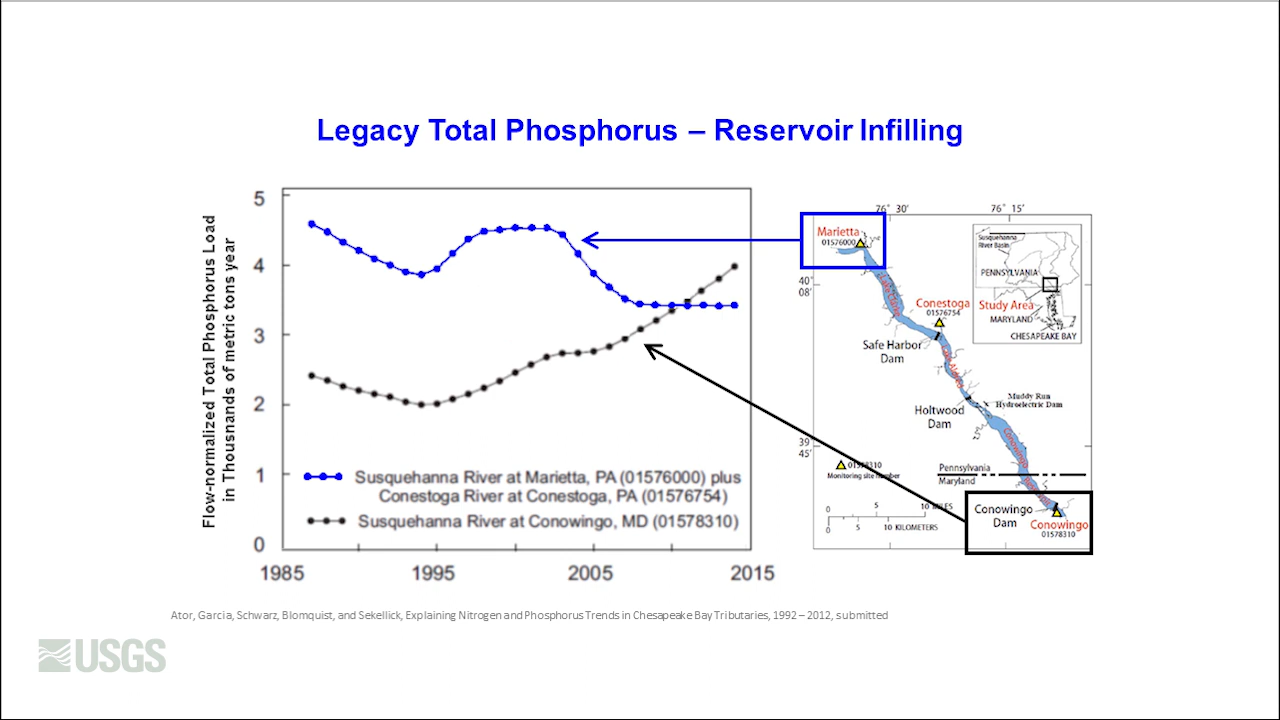 Legacy Total Phosphorus – Reservoir Infilling
Flow-normalized Total Phosphorus Load
in Thousnands of metric tons year
5
4
3
2
1
0
1985
1995
2005
2015
Susquehanna River at Marietta, PA (01576000) plus
Conestoga River at Conestoga, PA (01576754)
Susquehanna River at Conowingo, MD (01578310)
76° 30′
76° 15′
Marietta
01576000
40°
08′
Susquehanna
River Basin
PENNSYLVANIA
Study Area
MARYLAND
CHESAPEAKE BAY
Conestoga
01576754
Safe Harbor
Dam
Muddy Run
Hydroelectric Dam
Holtwood
Dam
39
45′
01578310
Monitoring site number
Pennsylvania
Maryland
0 5 10 MILES
0 5 10 KILOMETERS
Conowingo
Dam
Conowingo
01578310
Ator, Garcia, Schwarz, Blomquist, and Sekellick, Explaining Nitrogen and Phosphorus Trends in Chesapeake Bay Tributaries, 1992 – 2012, submitted
USGS